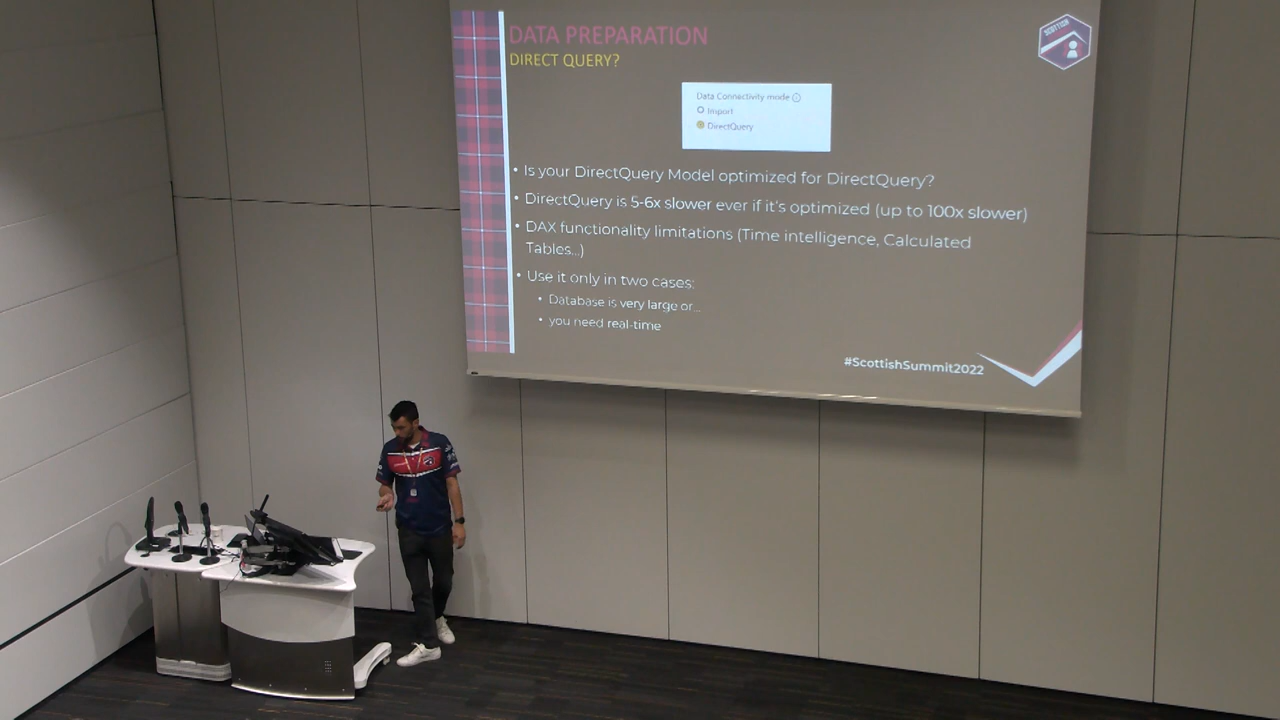 DATA PREPARATION
DIRECT QUERY?
SCOTTISH
Data Connectivity mode
Import
DirectQuery
• Is your DirectQuery Model optimized for DirectQuery?
• DirectQuery is 5-6x slower ever if it's optimized (up to 100x slower)
• DAX functionality limitations (Time intelligence, Calculated
Tables...)
• Use it only in two cases:
• Database is very large or...
• you need real-time
#ScottishSummit2022